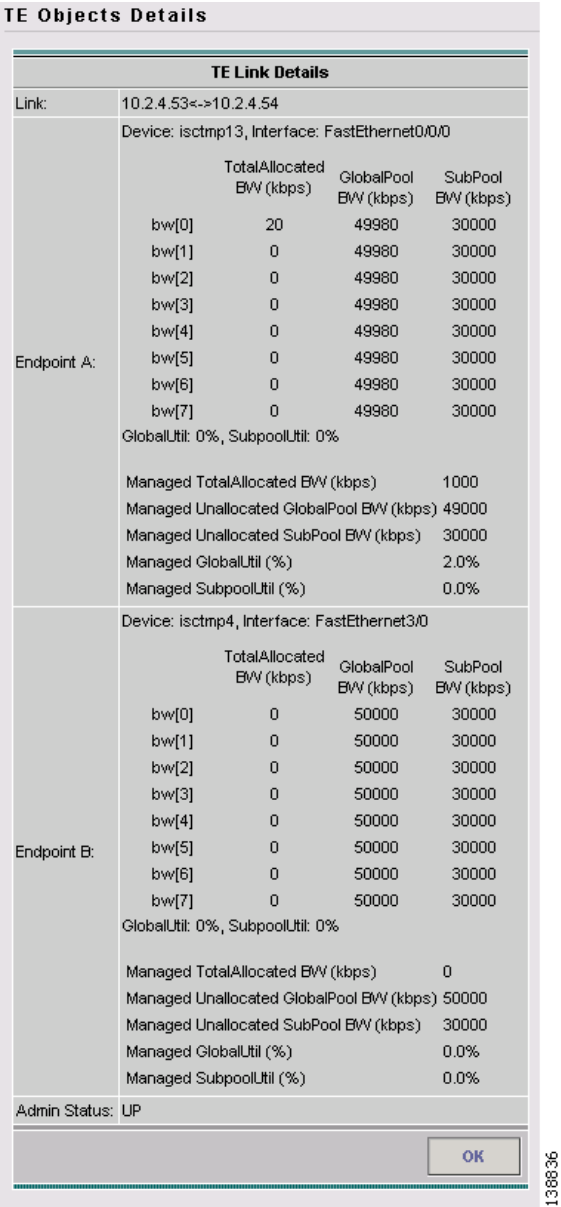 TE Objects Details
TE Link Details
Link: 10.2.4.53<->10.2.4.54
Endpoint A:
Device: isctmp13, Interface: FastEthernet0/0/0
TotalAllocated BW (kbps) GlobalPool BW (kbps) SubPool BW (kbps)
bw[0] 20 49980 30000
bw[1] 0 49980 30000
bw[2] 0 49980 30000
bw[3] 0 49980 30000
bw[4] 0 49980 30000
bw[5] 0 49980 30000
bw[6] 0 49980 30000
bw[7] 0 49980 30000
GlobalUtil: 0%, SubpoolUtil: 0%
Managed TotalAllocated BW (kbps) 1000
Managed Unallocated GlobalPool BW (kbps) 49000
Managed Unallocated SubPool BW (kbps) 30000
Managed GlobalUtil (%) 2.0%
Managed SubpoolUtil (%) 0.0%
Endpoint B:
Device: isctmp4, Interface: FastEthernet3/0
TotalAllocated BW (kbps) GlobalPool BW (kbps) SubPool BW (kbps)
bw[0] 0 50000 30000
bw[1] 0 50000 30000
bw[2] 0 50000 30000
bw[3] 0 50000 30000
bw[4] 0 50000 30000
bw[5] 0 50000 30000
bw[6] 0 50000 30000
bw[7] 0 50000 30000
GlobalUtil: 0%, SubpoolUtil: 0%
Managed TotalAllocated BW (kbps) 0
Managed Unallocated GlobalPool BW (kbps) 50000
Managed Unallocated SubPool BW (kbps) 30000
Managed GlobalUtil (%) 0.0%
Managed SubpoolUtil (%) 0.0%
Admin Status: UP
OK
138836